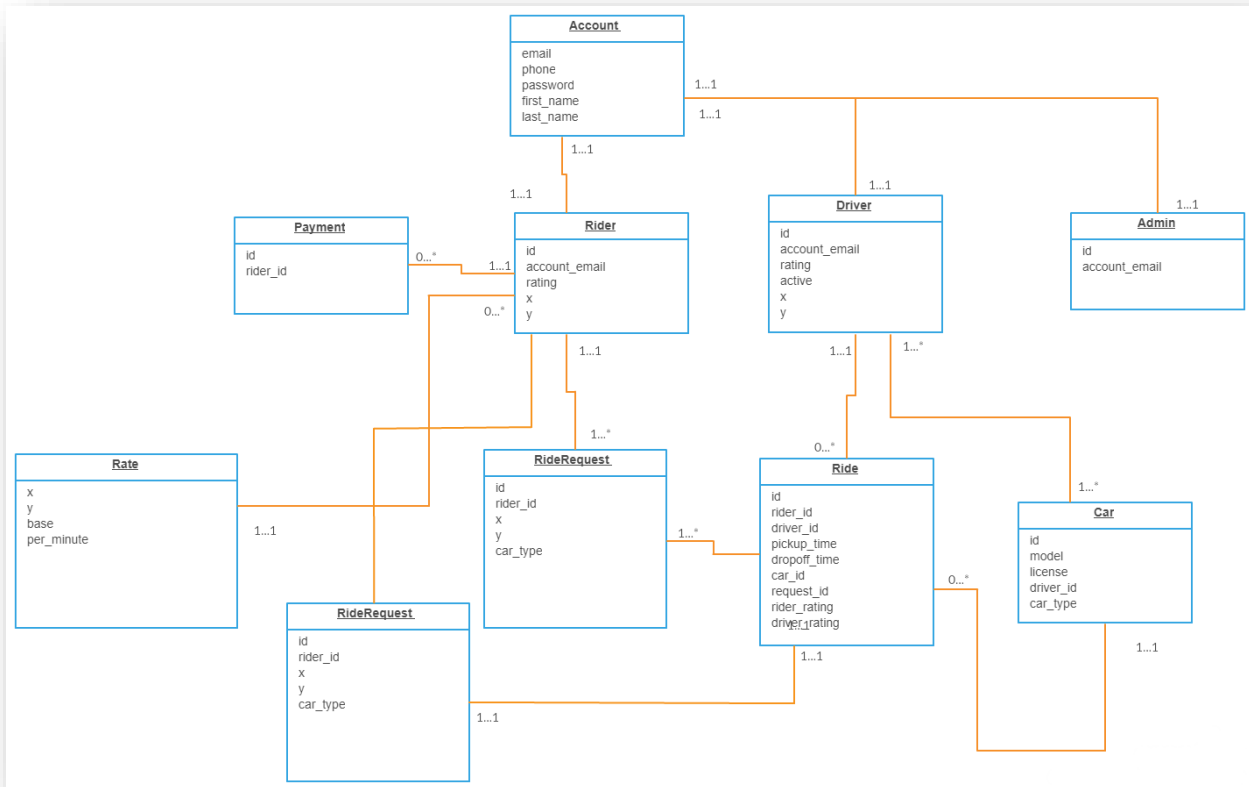 Account
email
phone
password
first_name
last_name
1...1
1...1
1...1
1...1
1...1
1...1
Payment
id
rider_id
0...*
1...1
Rider
id
account_email
rating
x
y
0...*
1...1
Driver
id
account_email
rating
active
x
y
1...1
1...*
Admin
id
account_email
Rate
x
y
base
per_minute
1...1
1...*
RideRequest
id
rider_id
x
y
car_type
1...*
0...*
Ride
id
rider_id
driver_id
pickup_time
dropoff_time
car_id
request_id
rider_rating
driver_rating
1...1
1...1
0...*
1...*
Car
id
model
license
driver_id
car_type
1...1
RideRequest
id
rider_id
x
y
car_type
1...1